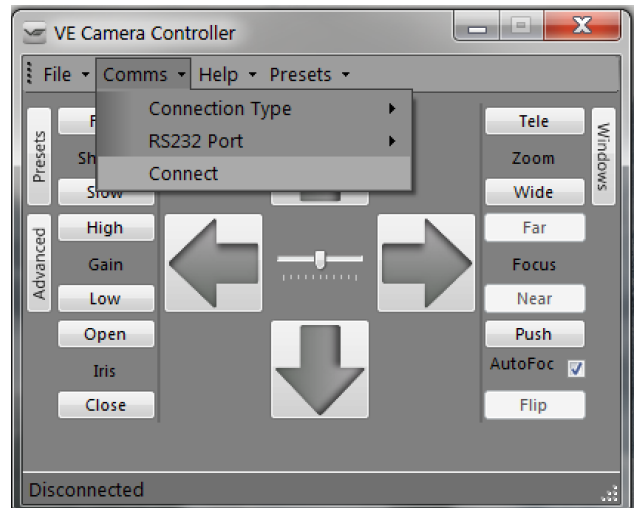 VE Camera Controller
File Comms Help Presets
Connection Type
RS232 Port
Connect
Presets
Advanced
Slow
High
Gain
Low
Open
Iris
Close
Tele
Zoom
Wide
Far
Focus
Near
Push
AutoFoc
Flip
Windows
Disconnected